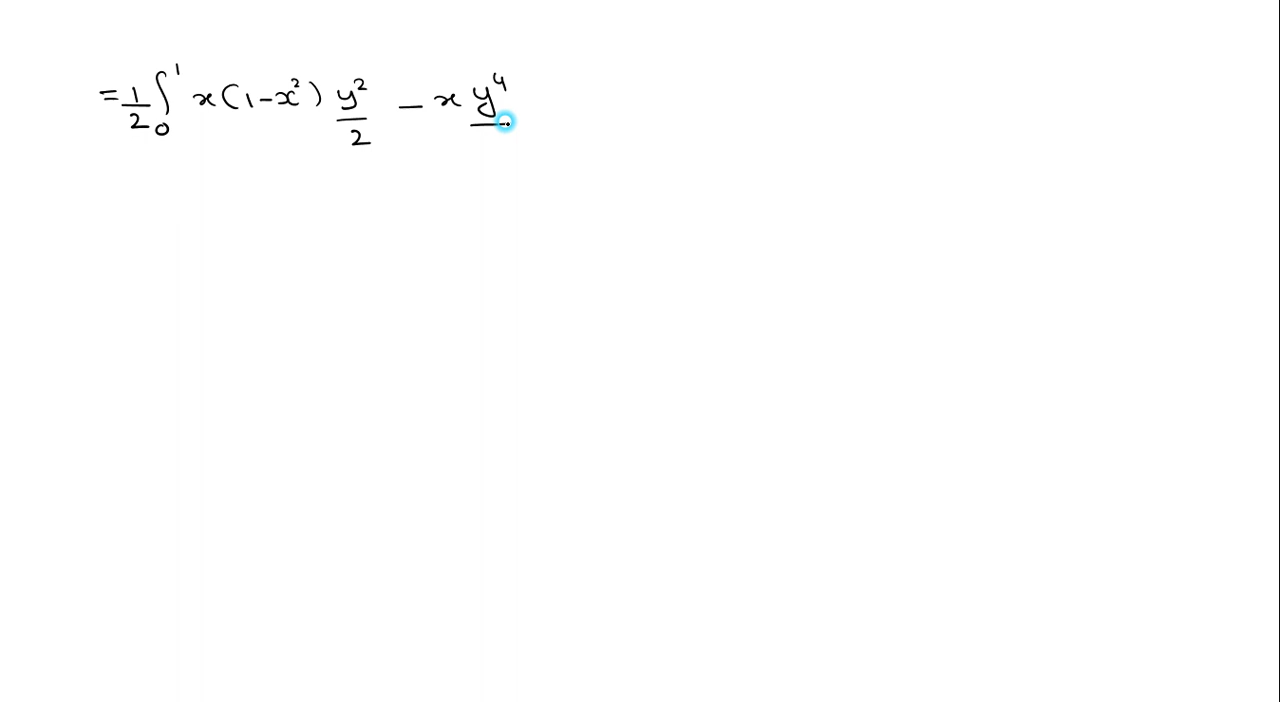 = 1/2 ∫₀¹ x(1-x²) y²/2 - x y⁴/